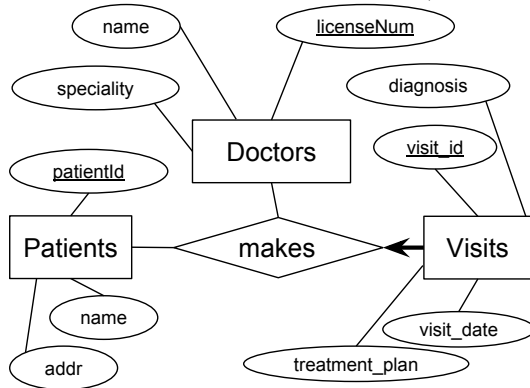 name
licenseNum
speciality
diagnosis
Doctors
visit_id
patientId
Patients
makes
Visits
name
visit_date
addr
treatment_plan